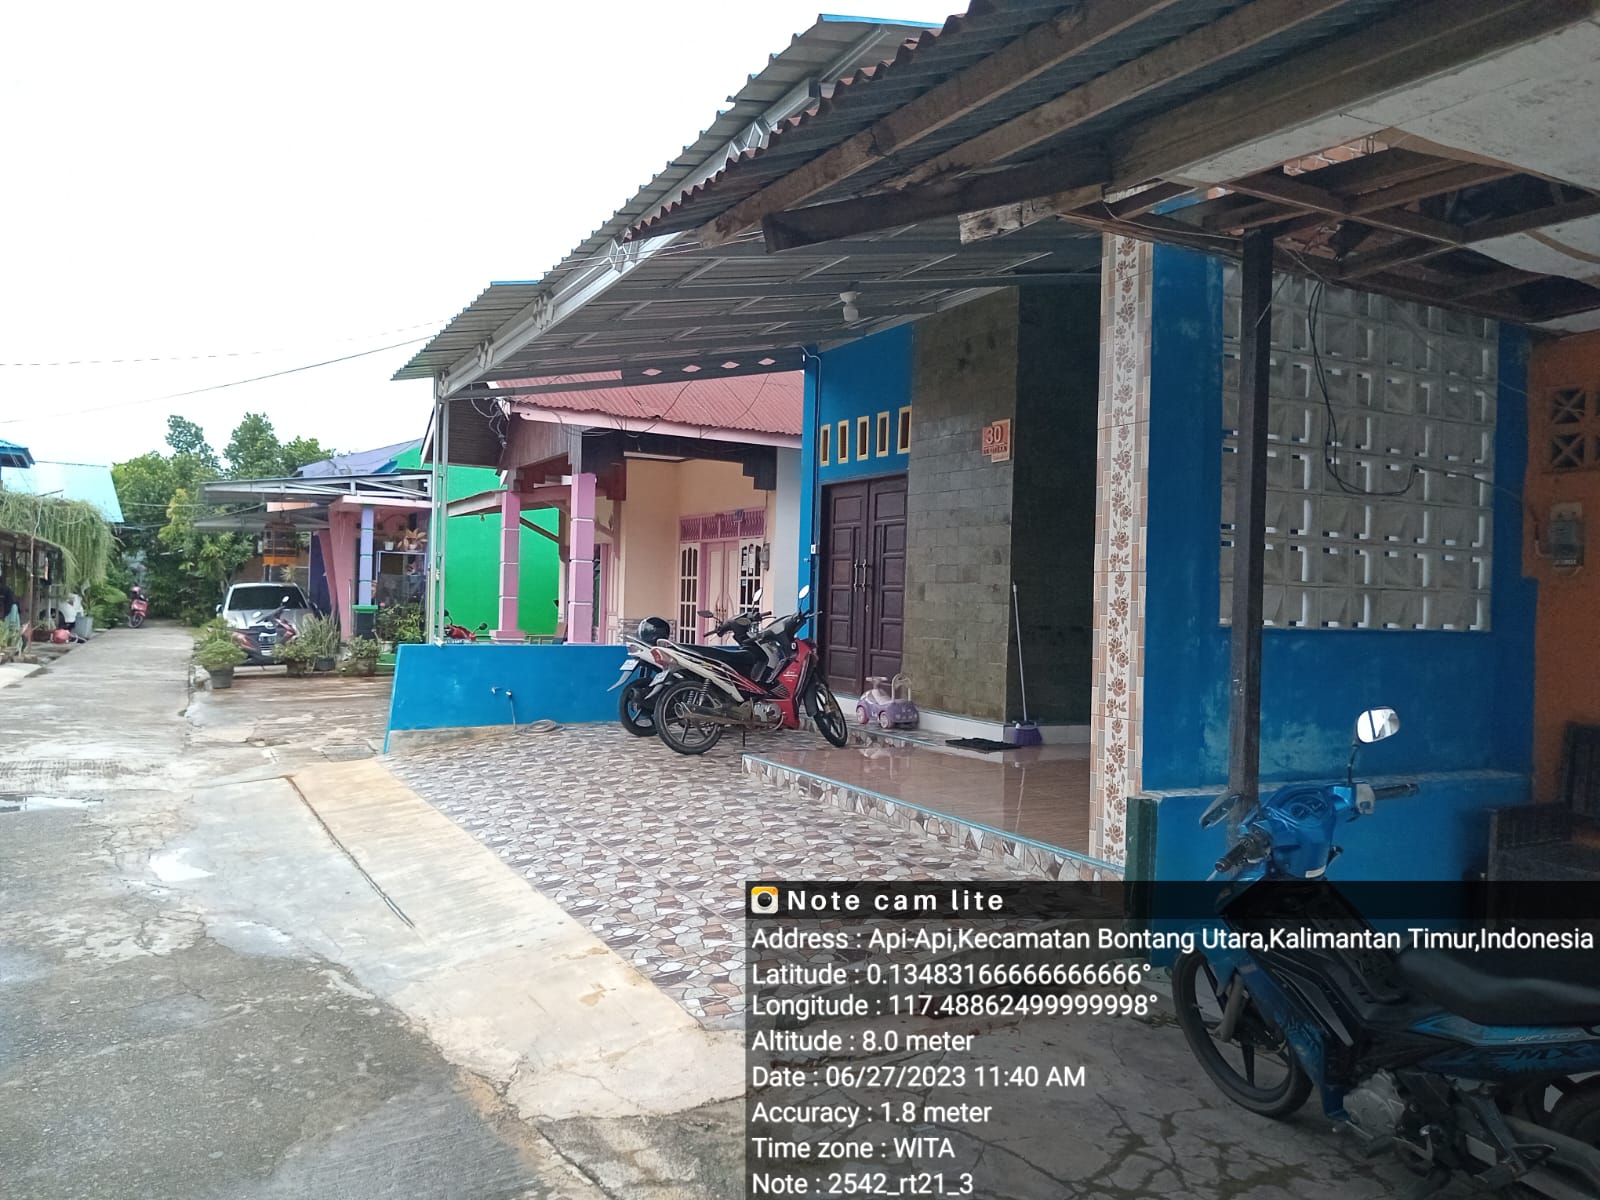 30
Note cam lite
Address : Api-Api,Kecamatan Bontang Utara,Kalimantan Timur,Indonesia
Latitude : 0.13483166666666666°
Longitude : 117.48862499999998°
Altitude : 8.0 meter
Date : 06/27/2023 11:40 AM
Accuracy : 1.8 meter
Time zone : WITA
Note : 2542_rt21_3
JUPITER
MX